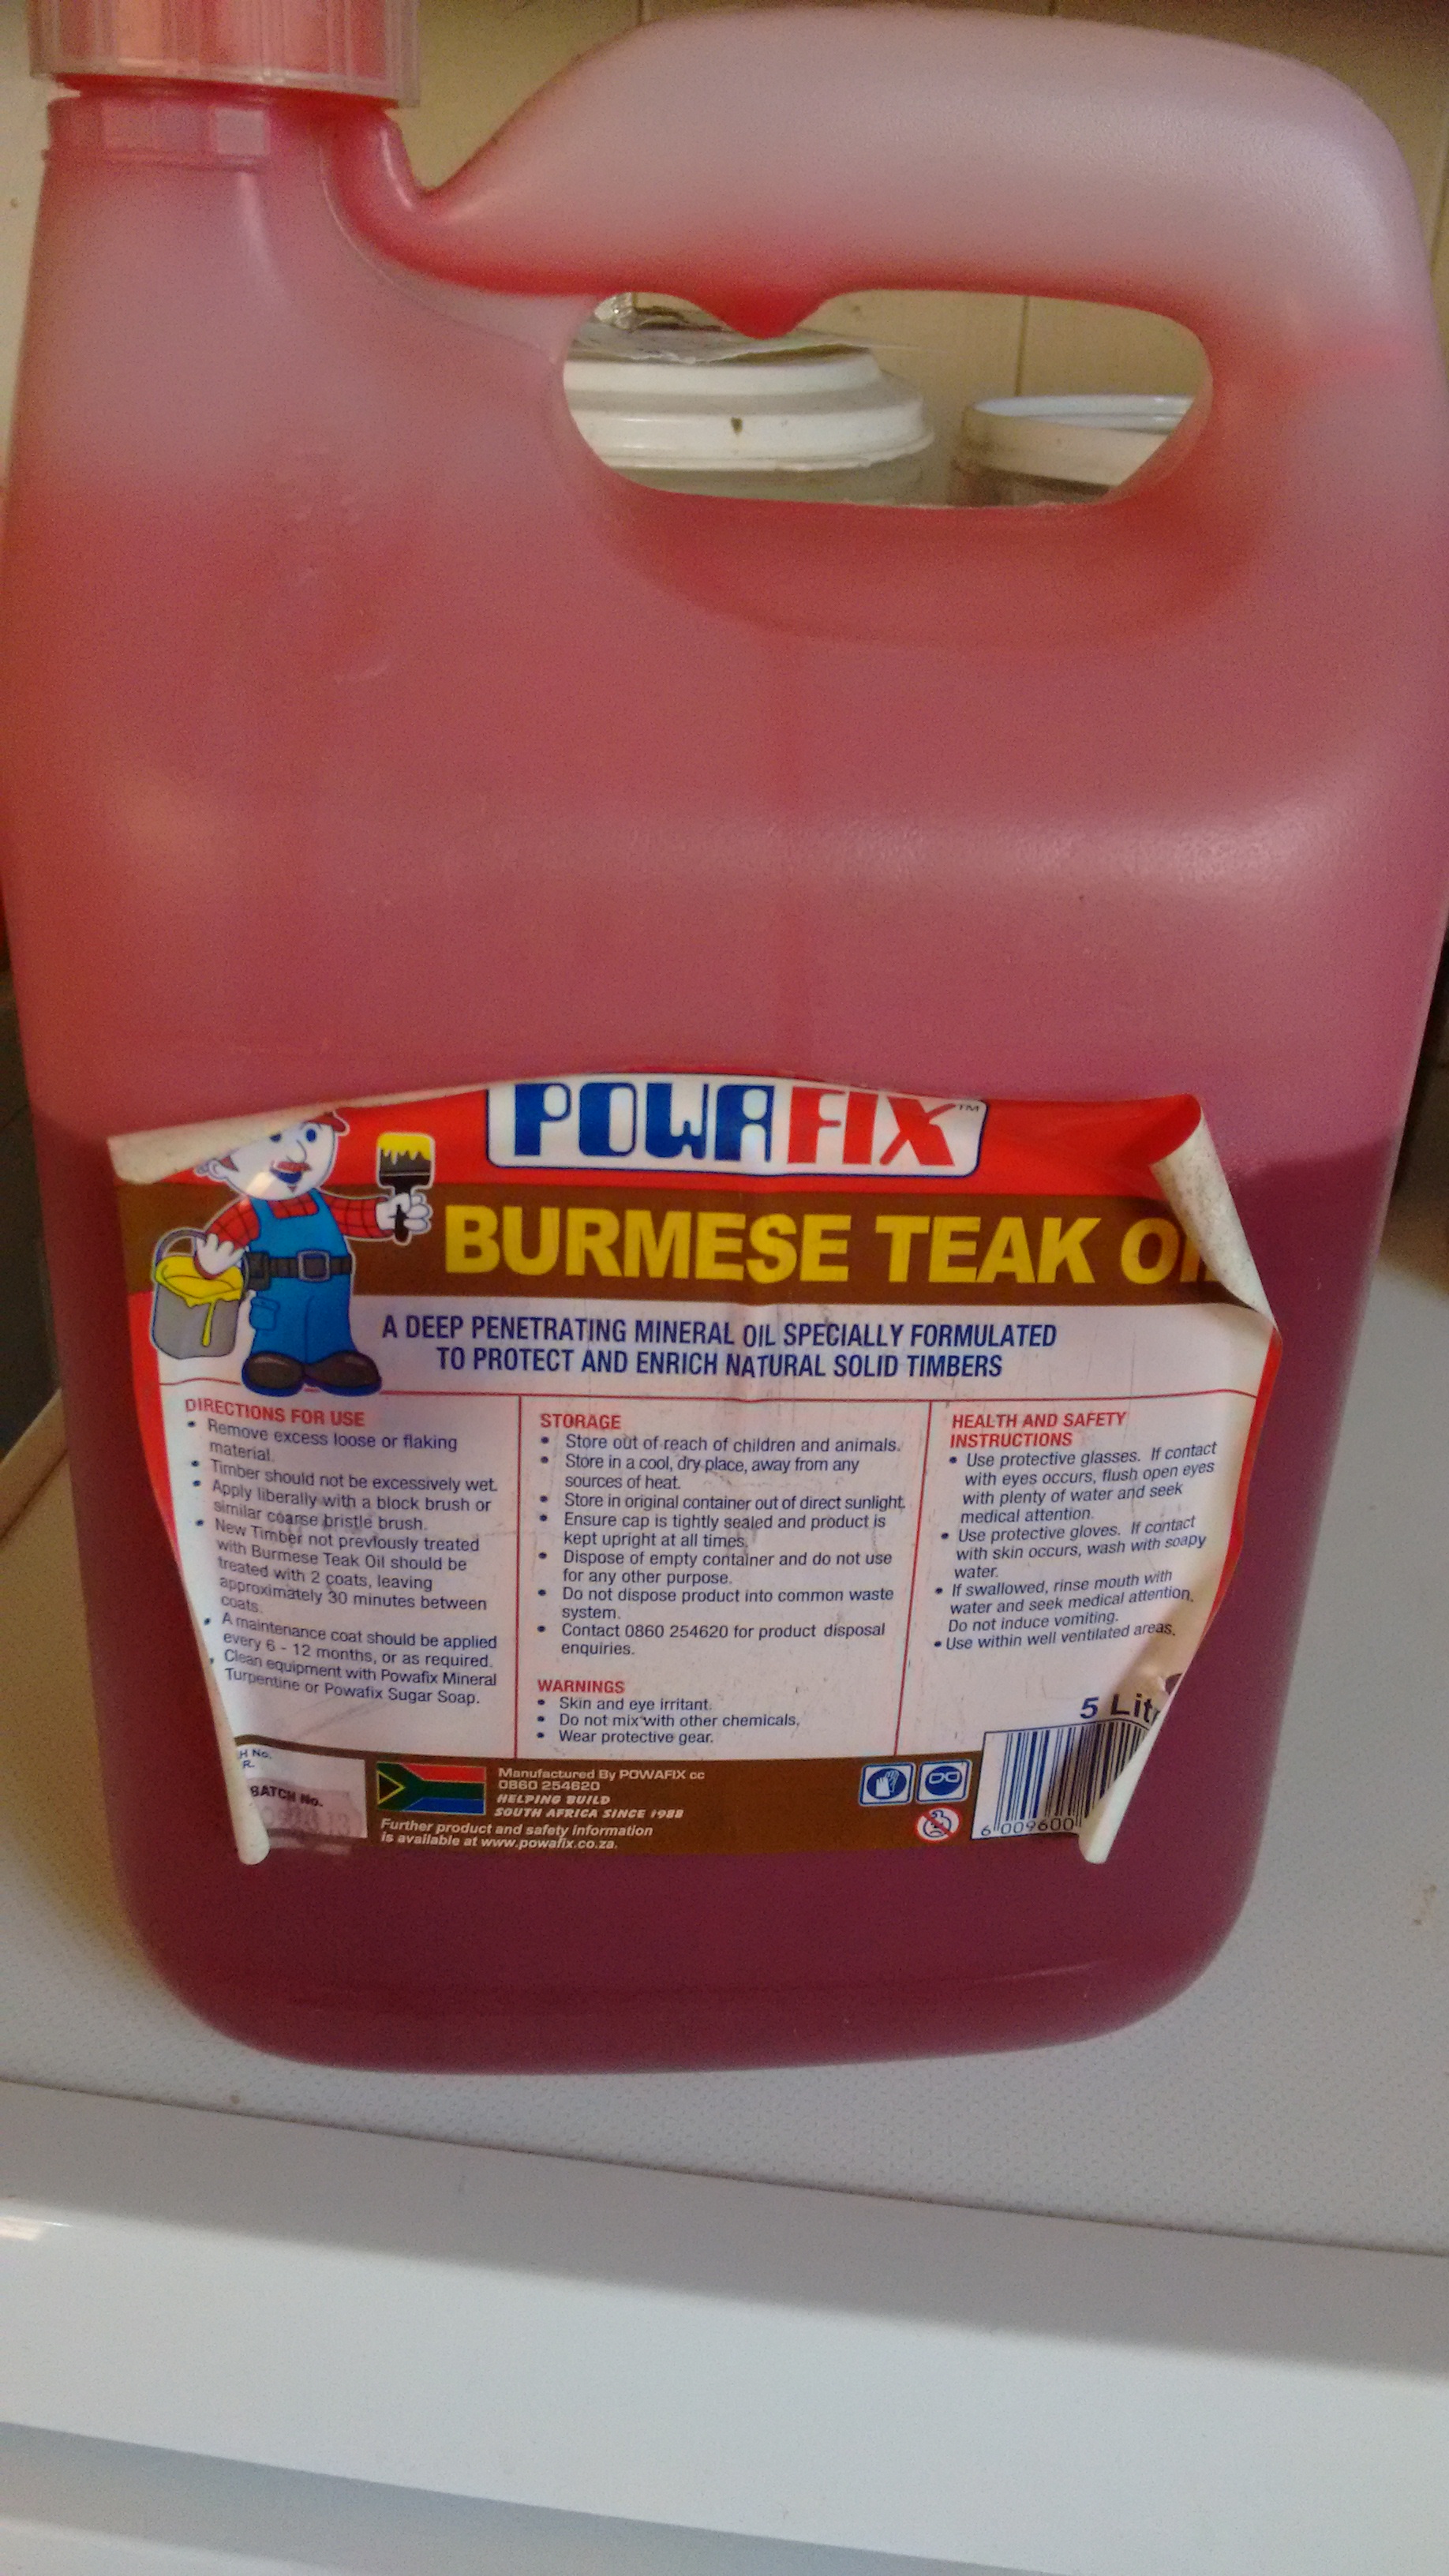 POWAFIX™
BURMESE TEAK
A DEEP PENETRATING MINERAL OIL SPECIALLY FORMULATED
TO PROTECT AND ENRICH NATURAL SOLID TIMBERS
DIRECTIONS FOR USE
• Remove excess loose or flaking
material.
• Timber should not be excessively wet.
• Apply liberally with a block brush or
similar coarse bristle brush.
• New Timber not previously treated
with Burmese Teak Oil should be
treated with 2 coats, leaving
approximately 30 minutes between
coats.
• A maintenance coat should be applied
every 6 - 12 months, or as required.
• Clean equipment with Powafix Mineral
Turpentine or Powafix Sugar Soap.
STORAGE
• Store out of reach of children and animals.
• Store in a cool, dry place, away from any
sources of heat.
• Store in original container out of direct sunlight.
• Ensure cap is tightly sealed and product is
kept upright at all times.
• Dispose of empty container and do not use
for any other purpose.
• Do not dispose product into common waste
system.
• Contact 0860 254620 for product disposal
enquiries.
WARNINGS
• Skin and eye irritant.
• Do not mix with other chemicals.
• Wear protective gear.
HEALTH AND SAFETY
INSTRUCTIONS
• Use protective glasses. If contact
with eyes occurs, flush open eyes
with plenty of water and seek
medical attention.
• Use protective gloves. If contact
with skin occurs, wash with soapy
water.
• If swallowed, rinse mouth with
water and seek medical attention.
Do not induce vomiting.
• Use within well ventilated areas.
5
H No.
R.
BATCH No.
Manufactured By POWAFIX cc
0860 254620
HELPING BUILD
SOUTH AFRICA SINCE 1988
Further product and safety information
is available at www.powafix.co.za.
6 009600